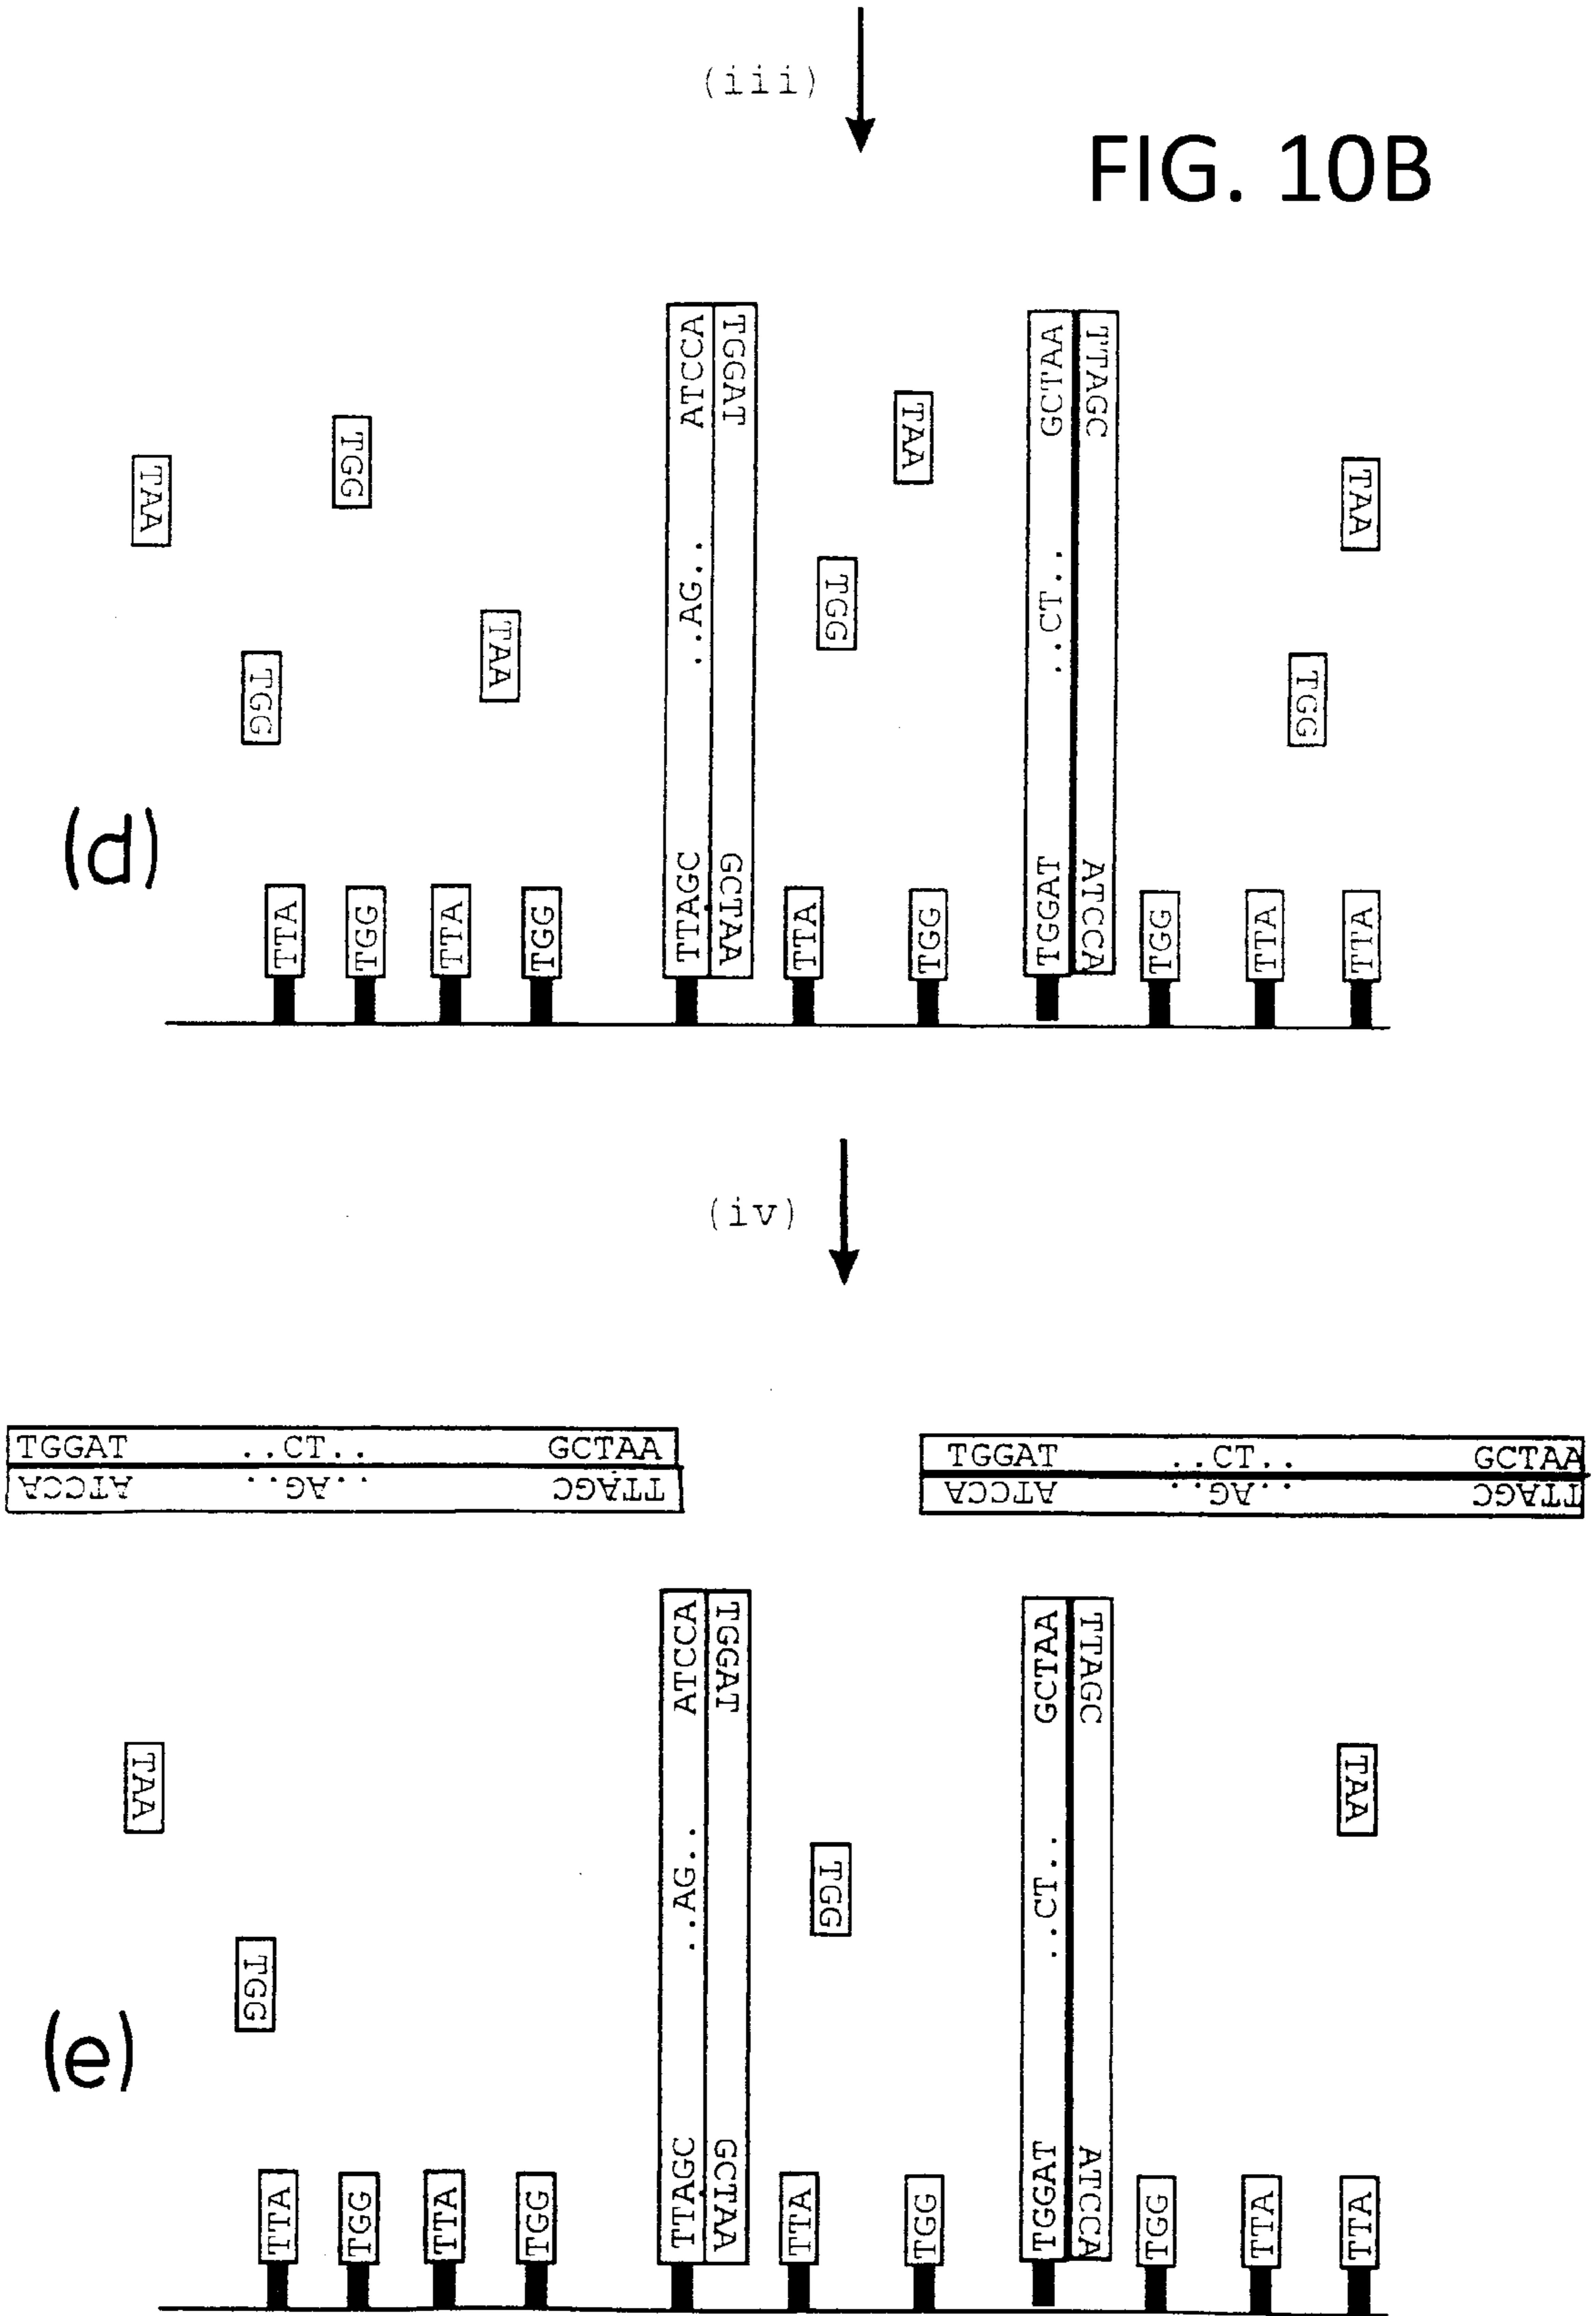 (iii)
FIG. 10B
ATCCA
TGGAT
GCTAA
TTAGC
TAA
TGG
TAA
TAA
..AG..
..CT..
TGG
TAA
TGG
TGG
(d)
TTAGC
GCTAA
TGGAT
ATCCA
TTA
TGG
TTA
TGG
TTA
TGG
TGG
TTA
TTA
(iv)
TGGAT ..CT.. GCTAA
ATCCA ..AG.. TTAGC
TGGAT ..CT.. GCTAA
ATCCA ..AG.. TTAGC
ATCCA
TGGAT
GCTAA
TTAGC
TAA
TAA
..AG..
..CT..
TGG
TGG
(e)
TTAGC
GCTAA
TGGAT
ATCCA
TTA
TGG
TTA
TGG
TTA
TGG
TGG
TTA
TTA